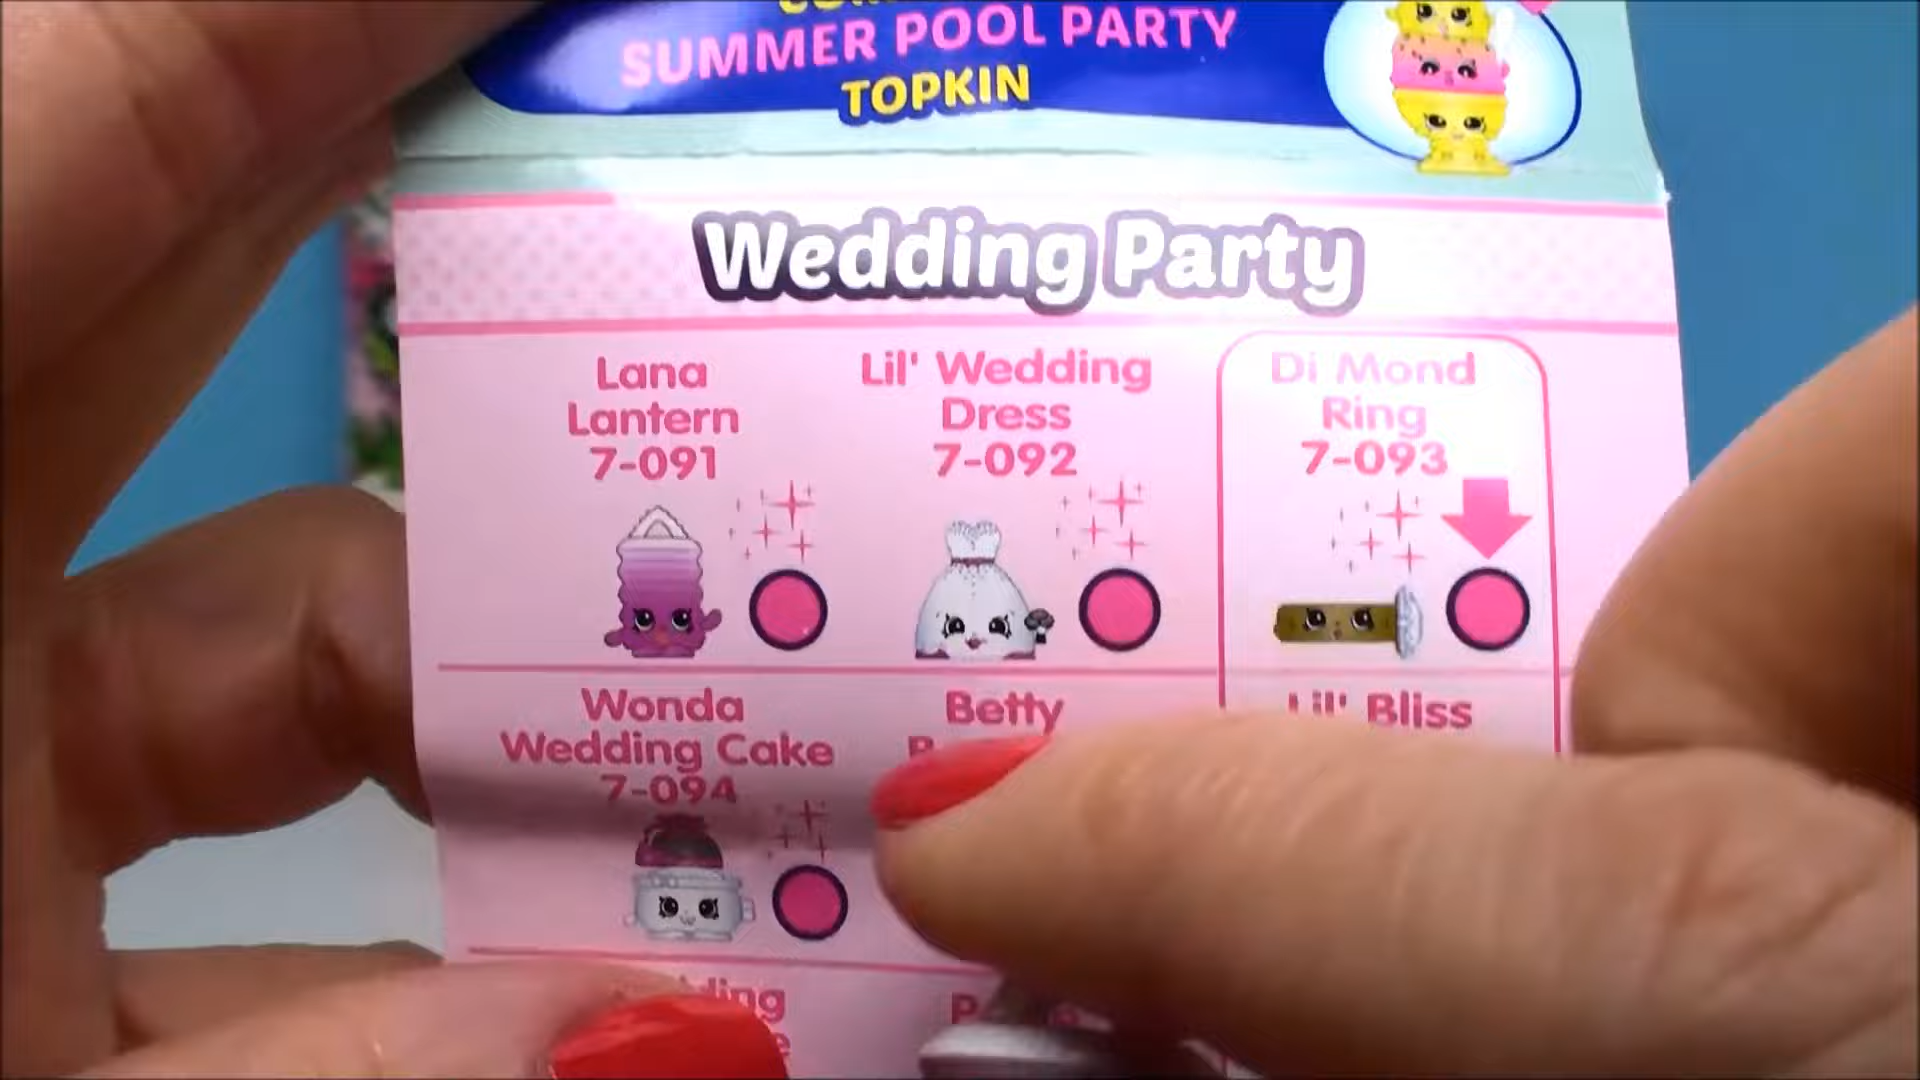 SUMMER POOL PARTY
TOPKIN
Wedding Party
Lana
Lantern
7-091
Lil' Wedding
Dress
7-092
Di Mond
Ring
7-093
Wonda
Wedding Cake
7-094
Betty
Lil' Bliss